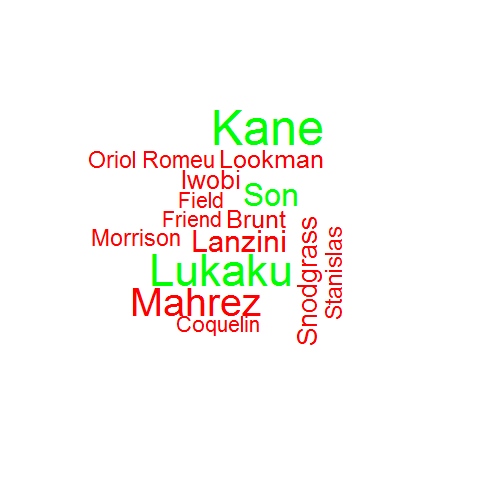 Kane
Oriol Romeu Lookman
Iwobi
Son
Field
Friend Brunt
Morrison Lanzini
Lukaku
Mahrez
Coquelin
Snodgrass
Stanislas